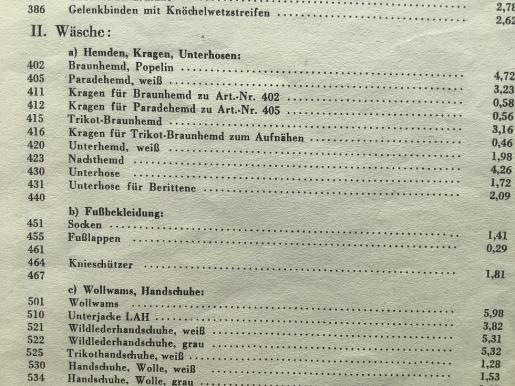 2,78
386 Gelenkbinden mit Knöchelwetzstreifen 2,62
II. Wäsche:
a) Hemden, Kragen, Unterhosen:
402 Braunhemd, Popelin 4,72
405 Paradehemd, weiß 3,23
411 Kragen für Braunhemd zu Art.-Nr. 402 0,58
412 Kragen für Paradehemd zu Art.-Nr. 405 0,56
415 Trikot-Braunhemd 3,16
416 Kragen für Trikot-Braunhemd zum Aufnähen 0,46
420 Unterhemd, weiß 1,98
423 Nachthemd 4,26
430 Unterhose 1,72
431 Unterhose für Berittene 2,09
440
b) Fußbekleidung:
451 Socken 1,41
455 Fußlappen 0,29
461
464 Knieschützer 1,81
467
c) Wollwams, Handschuhe:
501 Wollwams 5,98
510 Unterjacke LAH 3,82
521 Wildlederhandschuhe, weiß 5,31
522 Wildlederhandschuhe, grau 5,32
525 Trikothandschuhe, weiß 1,28
530 Handschuhe, Wolle, weiß 1,53
534 Handschuhe, Wolle, grau